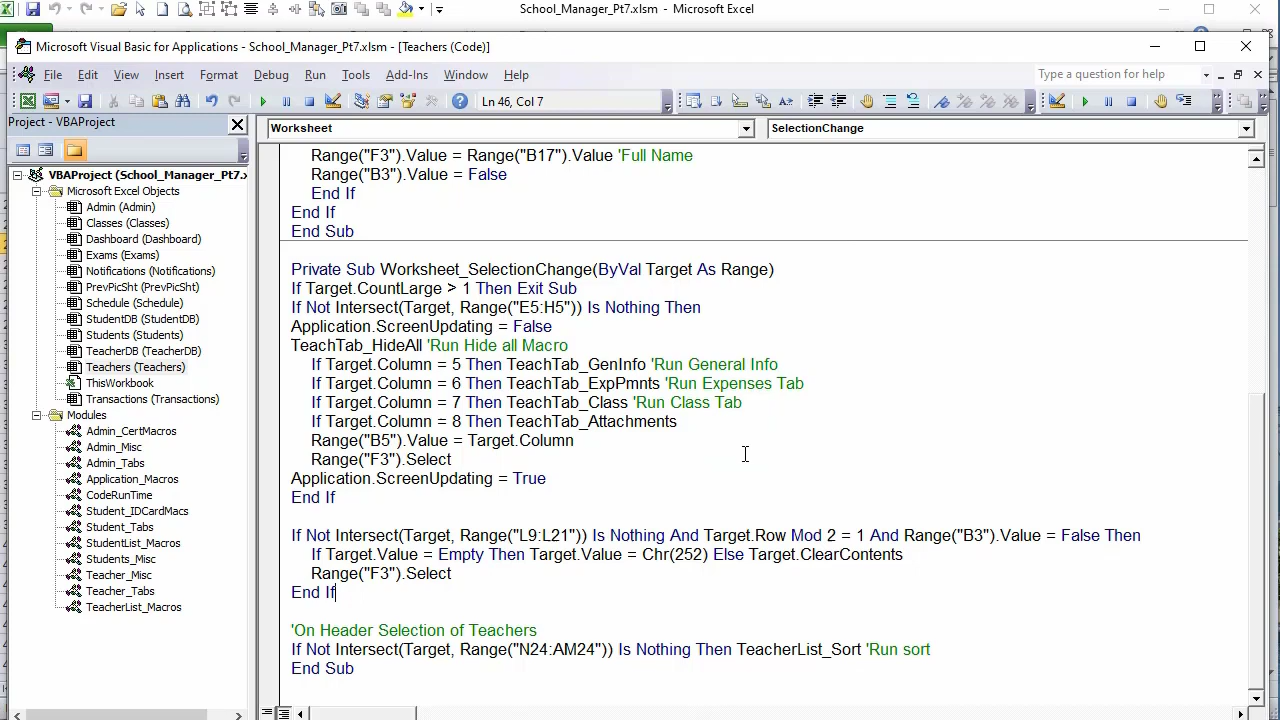 School_Manager_Pt7.xlsm - Microsoft Excel
Microsoft Visual Basic for Applications - School_Manager_Pt7.xlsm - [Teachers (Code)]
File Edit View Insert Format Debug Run Tools Add-Ins Window Help
Type a question for help
Ln 46, Col 7
Project - VBAProject
Worksheet
SelectionChange
VBAProject (School_Manager_Pt7.x
Microsoft Excel Objects
Admin (Admin)
Classes (Classes)
Dashboard (Dashboard)
Exams (Exams)
Notifications (Notifications)
PrevPicSht (PrevPicSht)
Schedule (Schedule)
StudentDB (StudentDB)
Students (Students)
TeacherDB (TeacherDB)
Teachers (Teachers)
ThisWorkbook
Transactions (Transactions)
Modules
Admin_CertMacros
Admin_Misc
Admin_Tabs
Application_Macros
CodeRunTime
Student_IDCardMacs
Student_Tabs
StudentList_Macros
Students_Misc
Teacher_Misc
Teacher_Tabs
TeacherList_Macros
Range("F3").Value = Range("B17").Value 'Full Name
Range("B3").Value = False
End If
End If
End Sub
Private Sub Worksheet_SelectionChange(ByVal Target As Range)
If Target.CountLarge > 1 Then Exit Sub
If Not Intersect(Target, Range("E5:H5")) Is Nothing Then
Application.ScreenUpdating = False
TeachTab_HideAll 'Run Hide all Macro
If Target.Column = 5 Then TeachTab_GenInfo 'Run General Info
If Target.Column = 6 Then TeachTab_ExpPmnts 'Run Expenses Tab
If Target.Column = 7 Then TeachTab_Class 'Run Class Tab
If Target.Column = 8 Then TeachTab_Attachments
Range("B5").Value = Target.Column
Range("F3").Select
Application.ScreenUpdating = True
End If
If Not Intersect(Target, Range("L9:L21")) Is Nothing And Target.Row Mod 2 = 1 And Range("B3").Value = False Then
If Target.Value = Empty Then Target.Value = Chr(252) Else Target.ClearContents
Range("F3").Select
End If
'On Header Selection of Teachers
If Not Intersect(Target, Range("N24:AM24")) Is Nothing Then TeacherList_Sort 'Run sort
End Sub